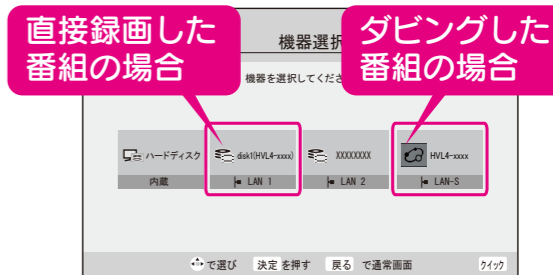 直接録画した
番組の場合
ダビングした
番組の場合
機器選択
機器を選択してくださ
ハードディスク
内蔵
disk1(HVL4-xxxx)
LAN 1
XXXXXXXX
LAN 2
HVL4-xxxx
LAN-S
で選び 決定 を押す 戻る で通常画面 クイック